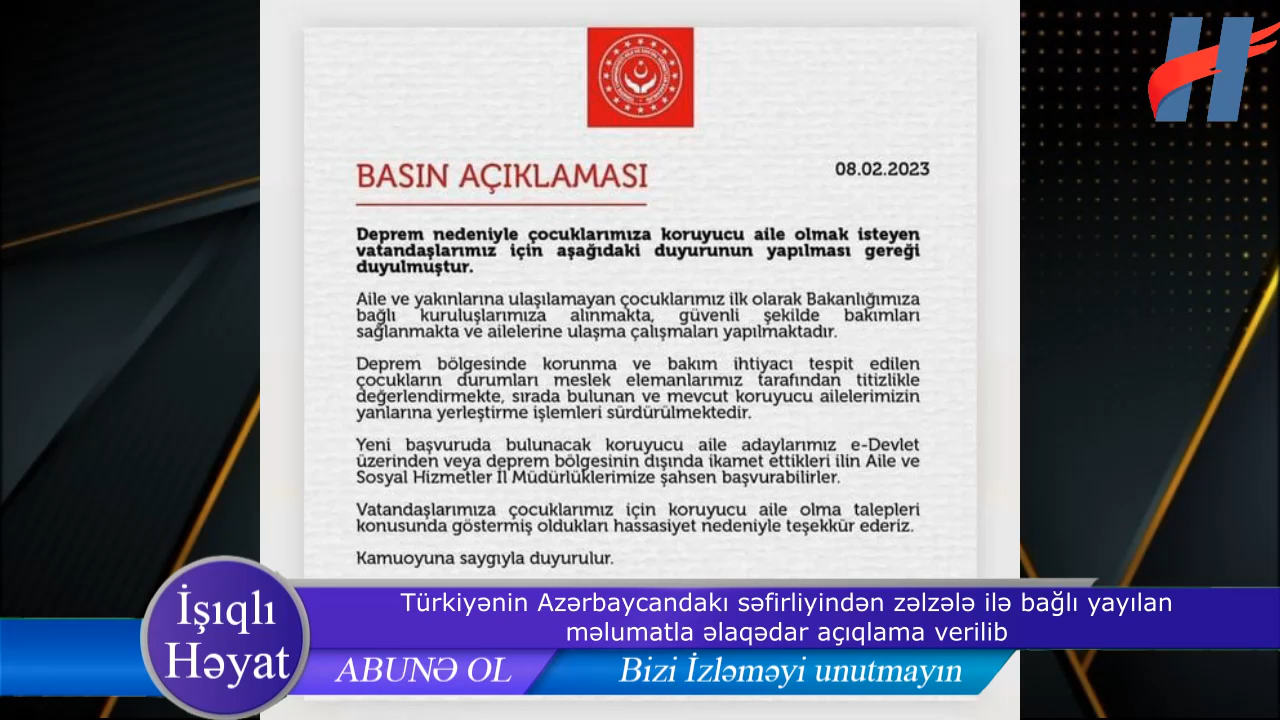 BASIN AÇIKLAMASI
08.02.2023
Deprem nedeniyle çocuklarımıza koruyucu aile olmak isteyen
vatandaşlarımız için aşağıdaki duyurunun yapılması gereği
duyulmuştur.
Aile ve yakınlarına ulaşılamayan çocuklarımız ilk olarak Bakanlığımıza
bağlı kuruluşlarımıza alınmakta, güvenli şekilde bakımları
sağlanmakta ve ailelerine ulaşma çalışmaları yapılmaktadır.
Deprem bölgesinde korunma ve bakım ihtiyacı tespit edilen
çocukların durumları meslek elemanlarımız tarafından titizlikle
değerlendirmekte, sırada bulunan ve mevcut koruyucu ailelerimizin
yanlarına yerleştirme işlemleri sürdürülmektedir.
Yeni başvuruda bulunacak koruyucu aile adaylarımız e-Devlet
üzerinden veya deprem bölgesinin dışında ikamet ettikleri ilin Aile ve
Sosyal Hizmetler İl Müdürlüklerimize şahsen başvurabilirler.
Vatandaşlarımıza çocuklarımız için koruyucu aile olma talepleri
konusunda göstermiş oldukları hassasiyet nedeniyle teşekkür ederiz.
Kamuoyuna saygıyla duyurulur.
İşıqlı
Həyat
Türkiyənin Azərbaycandakı səfirliyindən zəlzələ ilə bağlı yayılan
məlumatla əlaqədar açıqlama verilib
ABUNƏ OL
Bizi İzləməyi unutmayın